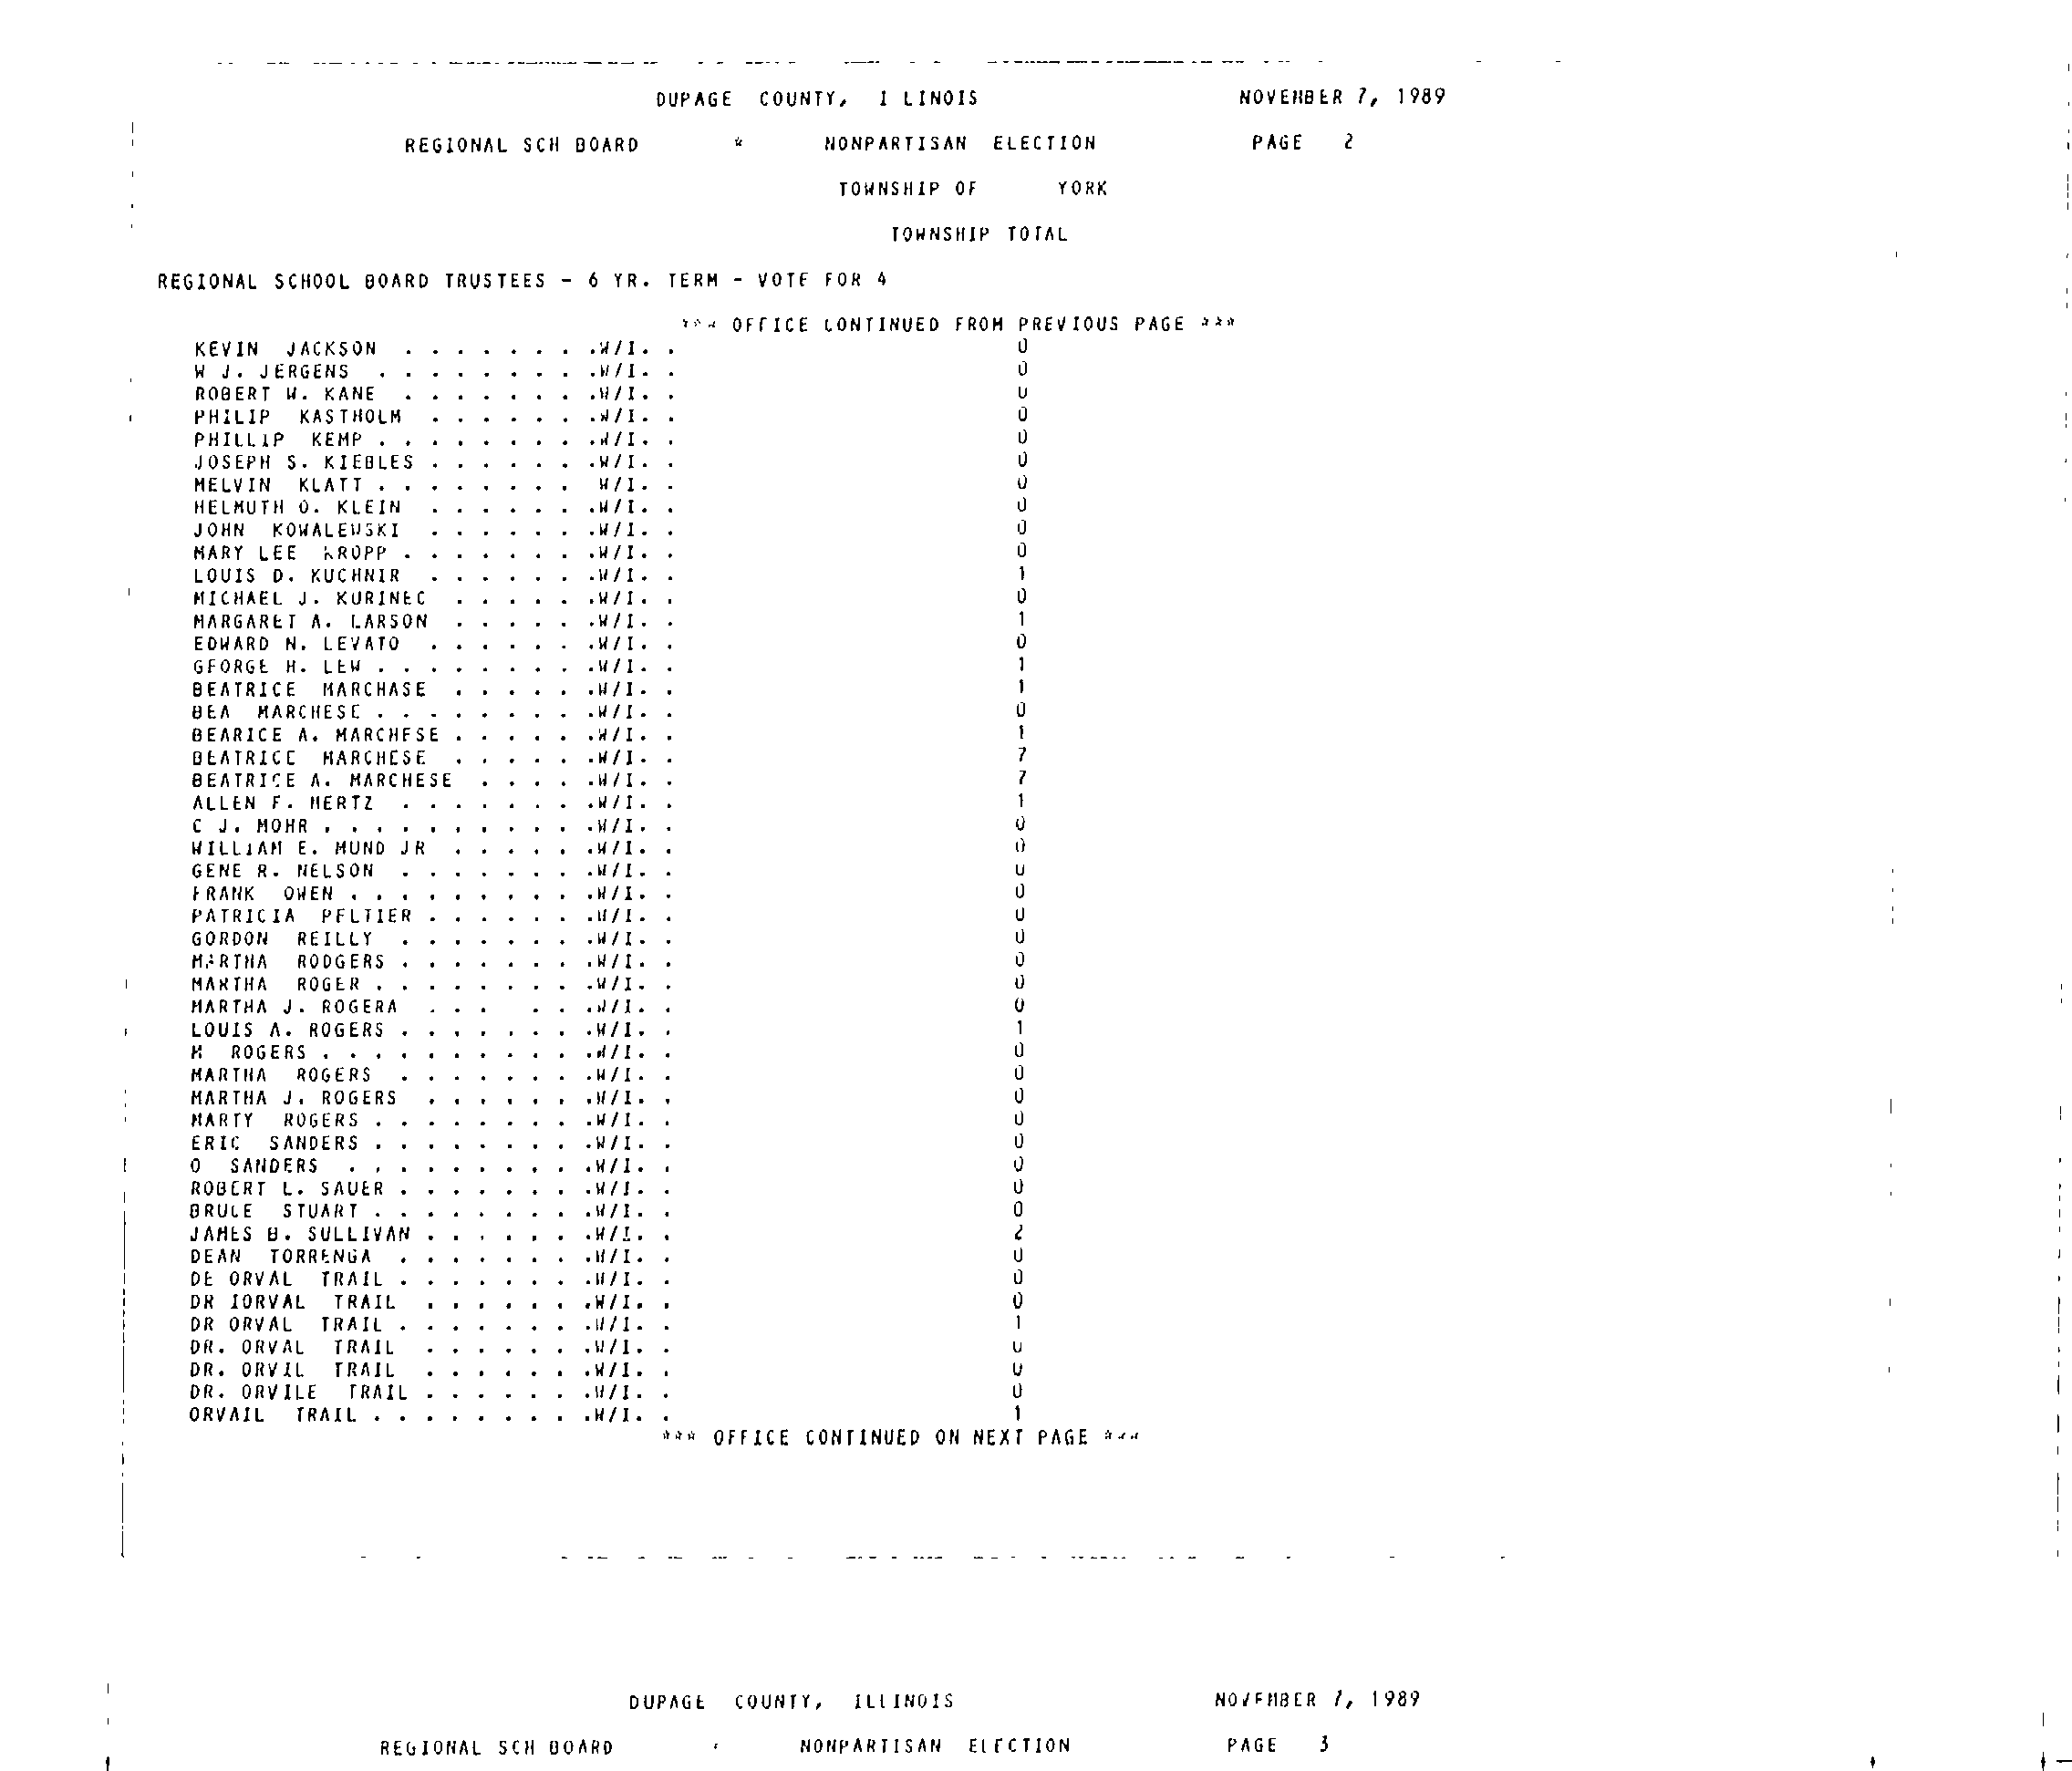 DUPAGE COUNTY, I LINOIS NOVEMBER 7, 1989
REGIONAL SCH BOARD * NONPARTISAN ELECTION PAGE 2
TOWNSHIP OF YORK
TOWNSHIP TOTAL
REGIONAL SCHOOL BOARD TRUSTEES - 6 YR. TERM - VOTE FOR 4
*** OFFICE CONTINUED FROM PREVIOUS PAGE ***
KEVIN JACKSON . . . . . . . .W/I. . 0
W J. JERGENS . . . . . . . . .W/I. . 0
ROBERT W. KANE . . . . . . . .W/I. . 0
PHILIP KASTHOLM . . . . . . .W/I. . 0
PHILLIP KEMP . . . . . . . . .W/I. . 0
JOSEPH S. KIEBLES . . . . . . .W/I. . 0
MELVIN KLATT . . . . . . . . W/I. . 0
HELMUTH O. KLEIN . . . . . . .W/I. . 0
JOHN KOWALEWSKI . . . . . . .W/I. . 0
MARY LEE KROPP . . . . . . . .W/I. . 0
LOUIS D. KUCHNIR . . . . . . .W/I. . 1
MICHAEL J. KURINEC . . . . . .W/I. . 0
MARGARET A. LARSON . . . . . .W/I. . 1
EDWARD N. LEVATO . . . . . . .W/I. . 0
GEORGE H. LEW . . . . . . . . .W/I. . 1
BEATRICE MARCHASE . . . . . .W/I. . 1
BEA MARCHESE . . . . . . . . .W/I. . 0
BEARICE A. MARCHESE . . . . . .W/I. . 1
BEATRICE MARCHESE . . . . . .W/I. . 7
BEATRICE A. MARCHESE . . . . .W/I. . 7
ALLEN F. MERTZ . . . . . . . .W/I. . 1
C J. MOHR . . . . . . . . . . .W/I. . 0
WILLIAM E. MUND JR . . . . . .W/I. . 0
GENE R. NELSON . . . . . . . .W/I. . 0
FRANK OWEN . . . . . . . . . .W/I. . 0
PATRICIA PELTIER . . . . . . .W/I. . 0
GORDON REILLY . . . . . . . .W/I. . 0
MARTHA RODGERS . . . . . . . .W/I. . 0
MARTHA ROGER . . . . . . . . .W/I. . 0
MARTHA J. ROGERA . . . . . .W/I. . 0
LOUIS A. ROGERS . . . . . . . .W/I. . 1
M ROGERS . . . . . . . . . . .W/I. . 0
MARTHA ROGERS . . . . . . . .W/I. . 0
MARTHA J. ROGERS . . . . . . .W/I. . 0
MARTY ROGERS . . . . . . . . .W/I. . 0
ERIC SANDERS . . . . . . . . .W/I. . 0
O SANDERS . . . . . . . . . .W/I. . 0
ROBERT L. SAUER . . . . . . . .W/I. . 0
BRUCE STUART . . . . . . . . .W/I. . 0
JAMES B. SULLIVAN . . . . . . .W/I. . 2
DEAN TORRENGA . . . . . . . .W/I. . 0
DE ORVAL TRAIL . . . . . . . .W/I. . 0
DR IORVAL TRAIL . . . . . . .W/I. . 0
DR ORVAL TRAIL . . . . . . . .W/I. . 1
DR. ORVAL TRAIL . . . . . . .W/I. . 0
DR. ORVIL TRAIL . . . . . . .W/I. . 0
DR. ORVILE TRAIL . . . . . . .W/I. . 0
ORVAIL TRAIL . . . . . . . . .W/I. . 1
*** OFFICE CONTINUED ON NEXT PAGE ***
DUPAGE COUNTY, ILLINOIS NOVEMBER 7, 1989
REGIONAL SCH BOARD * NONPARTISAN ELECTION PAGE 3